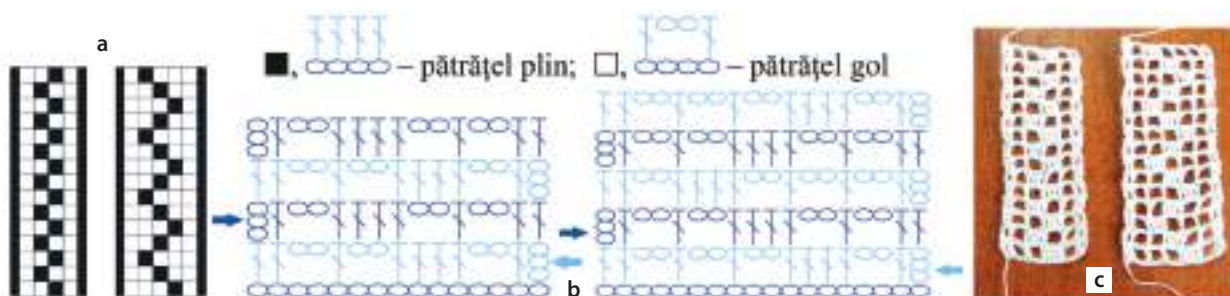 a
■, – pătrățel plin; □, – pătrățel gol
b
c